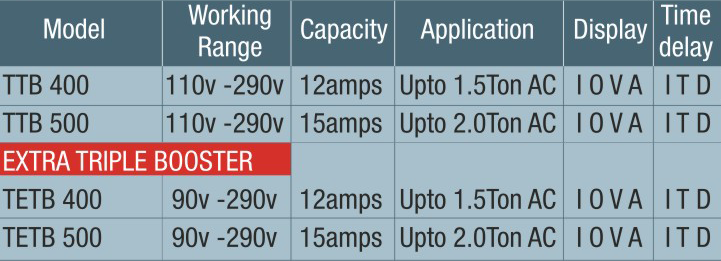 Model Working Range Capacity Application Display Time delay
TTB 400 110v -290v 12amps Upto 1.5Ton AC I O V A I T D
TTB 500 110v -290v 15amps Upto 2.0Ton AC I O V A I T D
EXTRA TRIPLE BOOSTER
TETB 400 90v -290v 12amps Upto 1.5Ton AC I O V A I T D
TETB 500 90v -290v 15amps Upto 2.0Ton AC I O V A I T D